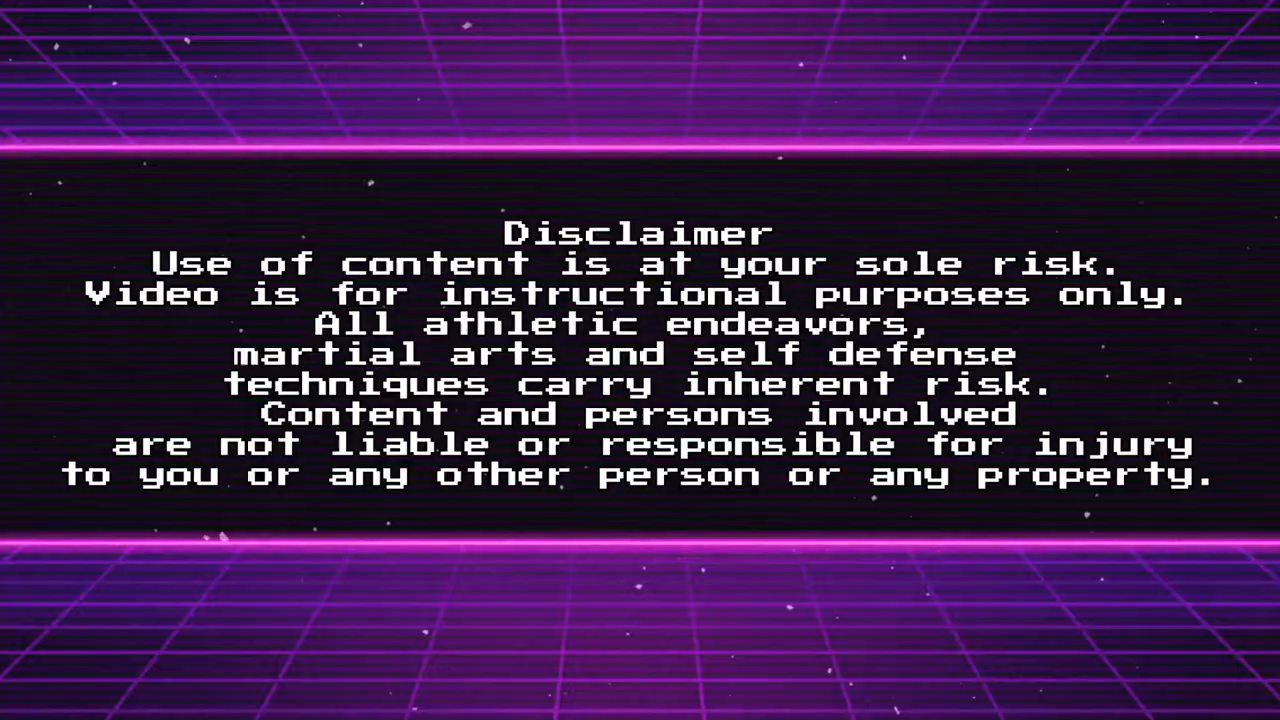 Disclaimer
Use of content is at your sole risk.
Video is for instructional purposes only.
All athletic endeavors,
martial arts and self defense
techniques carry inherent risk.
Content and persons involved
are not liable or responsible for injury
to you or any other person or any property.